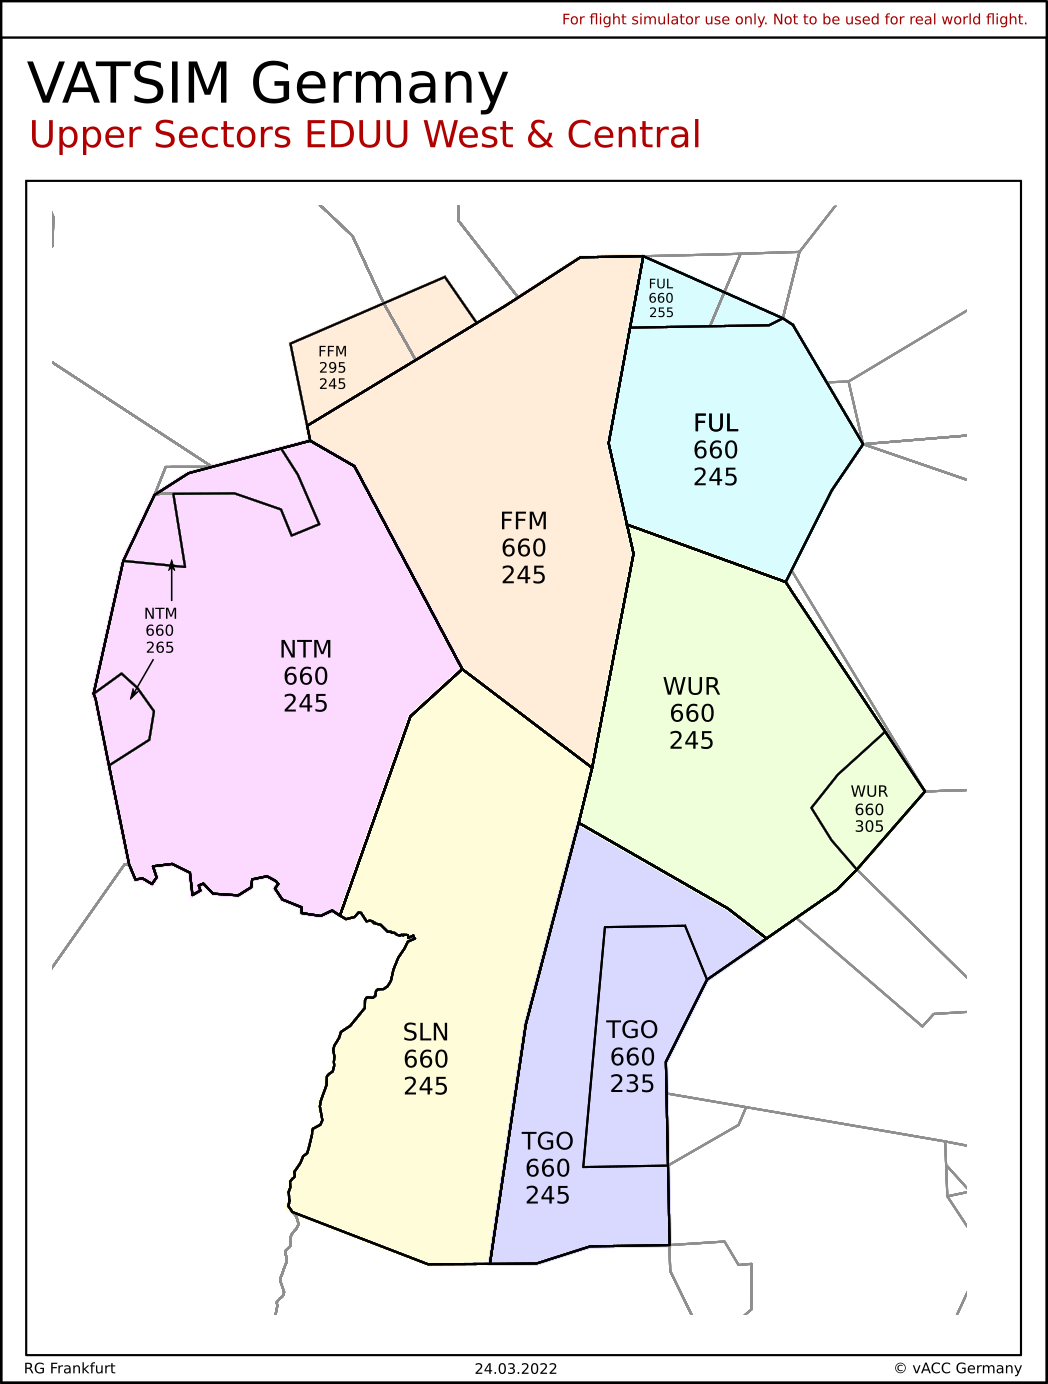 For flight simulator use only. Not to be used for real world flight.
VATSIM Germany
Upper Sectors EDUU West & Central
FUL
660
255
FFM
295
245
FUL
660
245
FFM
660
245
NTM
660
265
NTM
660
245
WUR
660
245
WUR
660
305
SLN
660
245
TGO
660
235
TGO
660
245
RG Frankfurt
24.03.2022
© vACC Germany